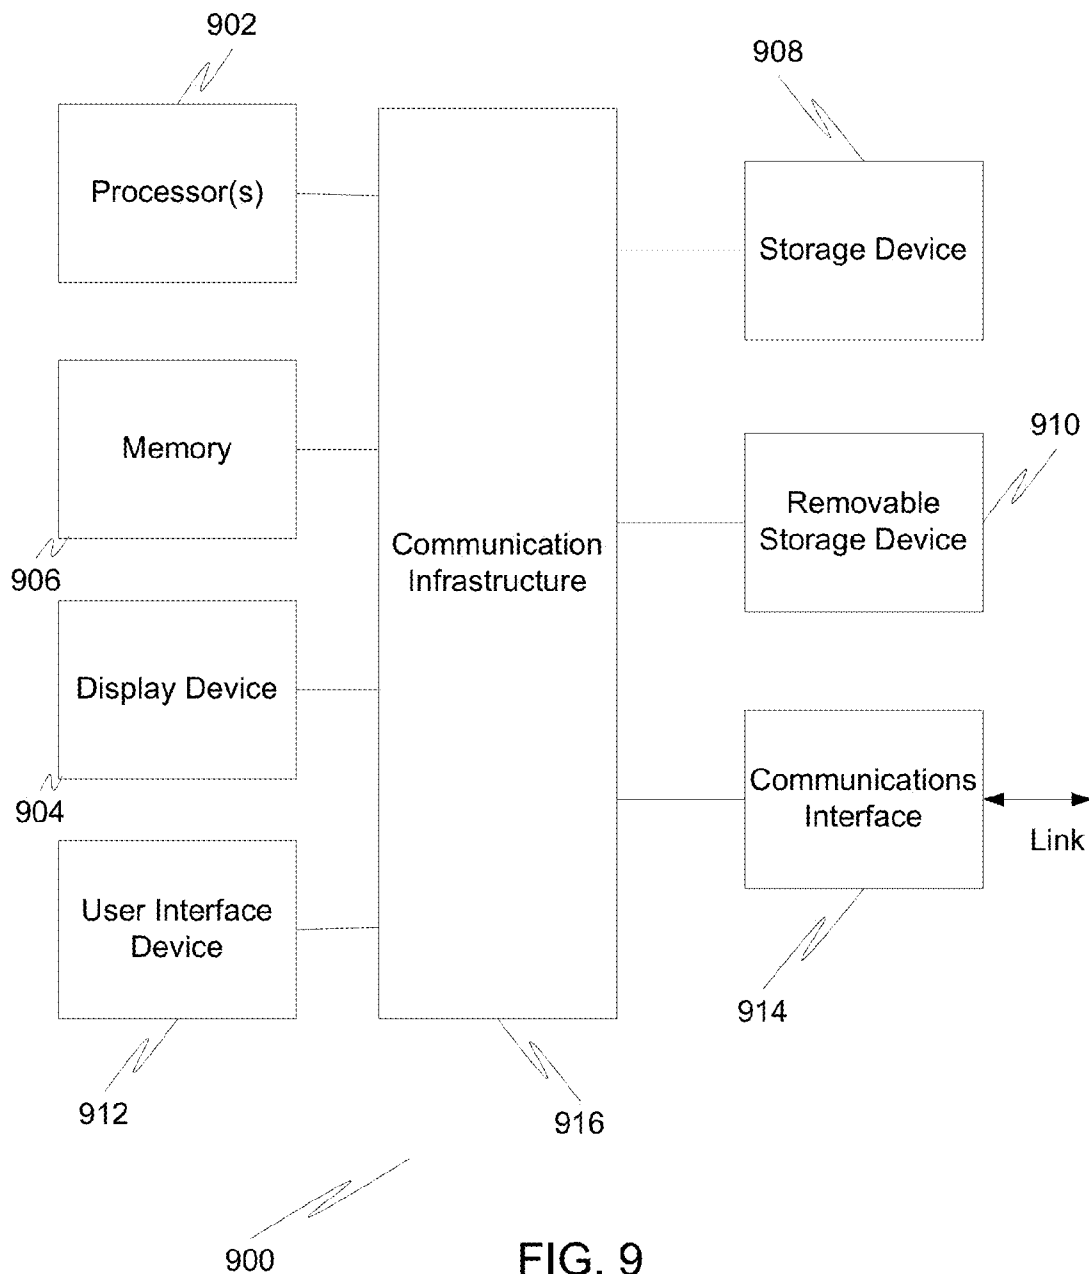 902
908
Processor(s)
Storage Device
910
Memory
Removable
Storage Device
Communication
Infrastructure
906
Display Device
Communications
Interface
904
Link
User Interface
Device
914
912
916
900
FIG. 9